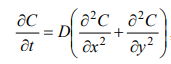 ∂C/∂t = D(∂²C/∂x² + ∂²C/∂y²)